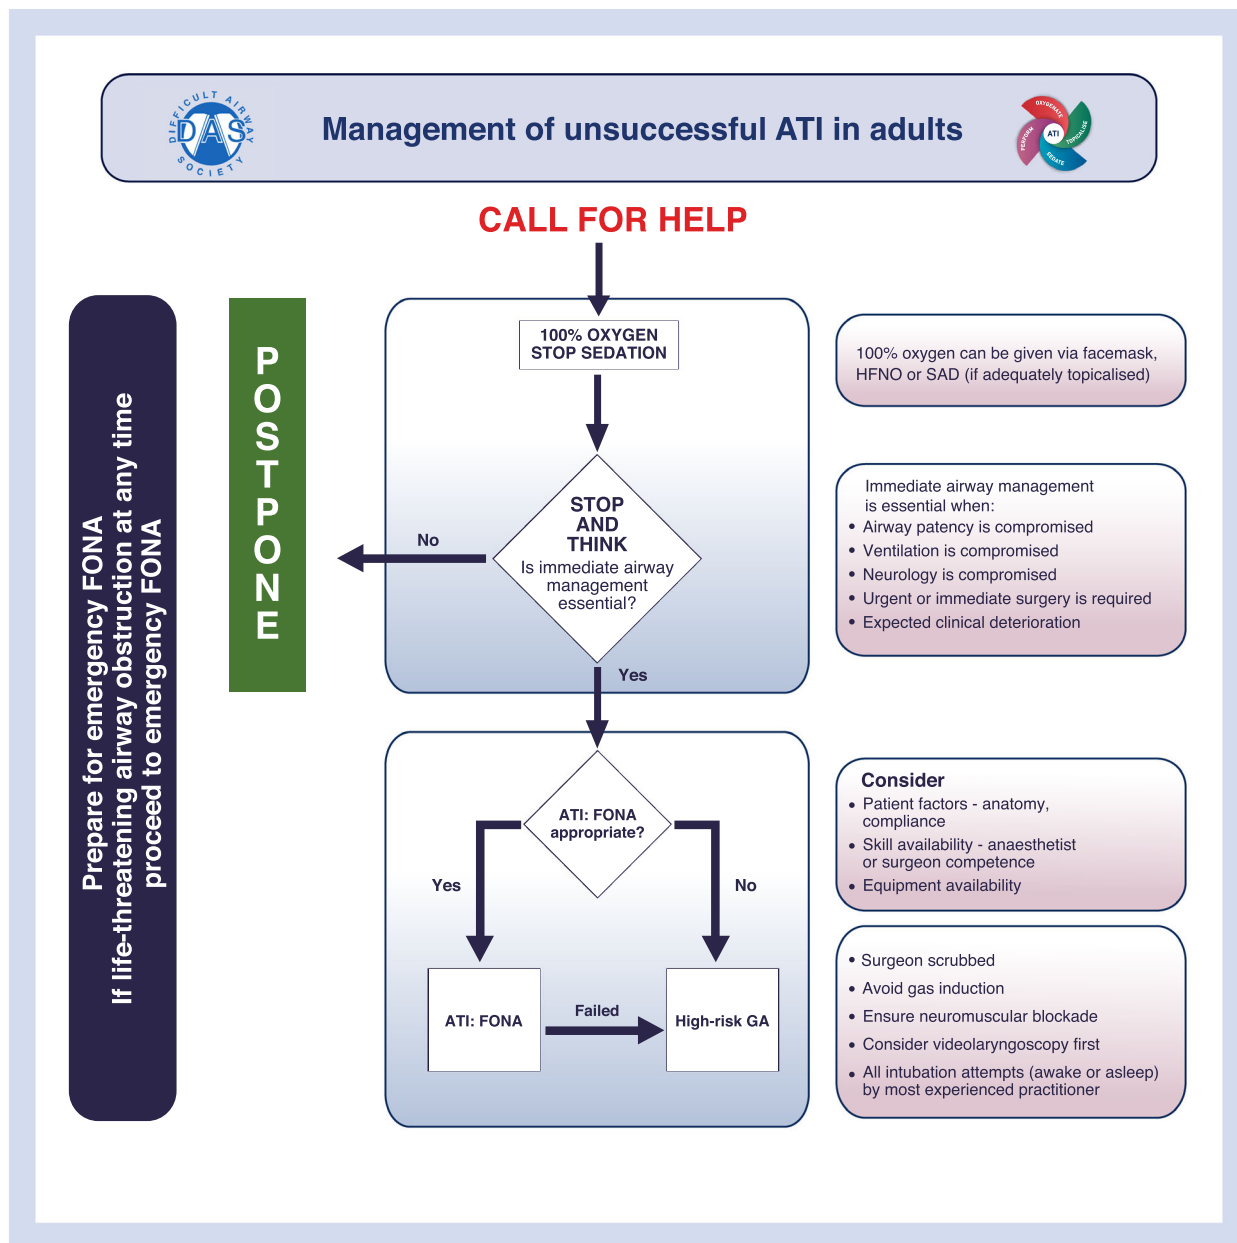 DIFFICULT AIRWAY
DAS
SOCIETY
Management of unsuccessful ATI in adults
OXYGENATE
TOPICALISE
SEDATE
PERFORM
ATI
CALL FOR HELP
Prepare for emergency FONA
If life-threatening airway obstruction at any time
proceed to emergency FONA
P
O
S
T
P
O
N
E
100% OXYGEN
STOP SEDATION
STOP
AND
THINK
Is immediate airway
management
essential?
No
Yes
ATI: FONA
appropriate?
Yes
No
ATI: FONA
Failed
High-risk GA
100% oxygen can be given via facemask,
HFNO or SAD (if adequately topicalised)
Immediate airway management
is essential when:
• Airway patency is compromised
• Ventilation is compromised
• Neurology is compromised
• Urgent or immediate surgery is required
• Expected clinical deterioration
Consider
• Patient factors - anatomy,
compliance
• Skill availability - anaesthetist
or surgeon competence
• Equipment availability
• Surgeon scrubbed
• Avoid gas induction
• Ensure neuromuscular blockade
• Consider videolaryngoscopy first
• All intubation attempts (awake or asleep)
by most experienced practitioner